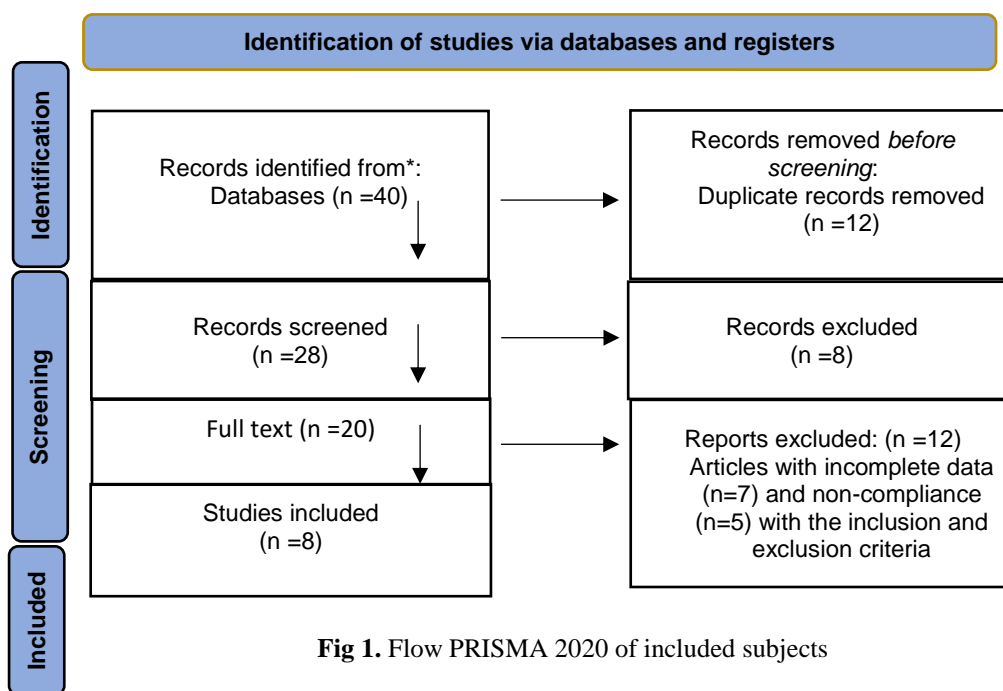 Identification of studies via databases and registers
Identification
Records identified from*:
Databases (n =40)
Records removed before
screening:
Duplicate records removed
(n =12)
Screening
Records screened
(n =28)
Records excluded
(n =8)
Full text (n =20)
Reports excluded: (n =12)
Articles with incomplete data
(n=7) and non-compliance
(n=5) with the inclusion and
exclusion criteria
Included
Studies included
(n =8)
Fig 1. Flow PRISMA 2020 of included subjects